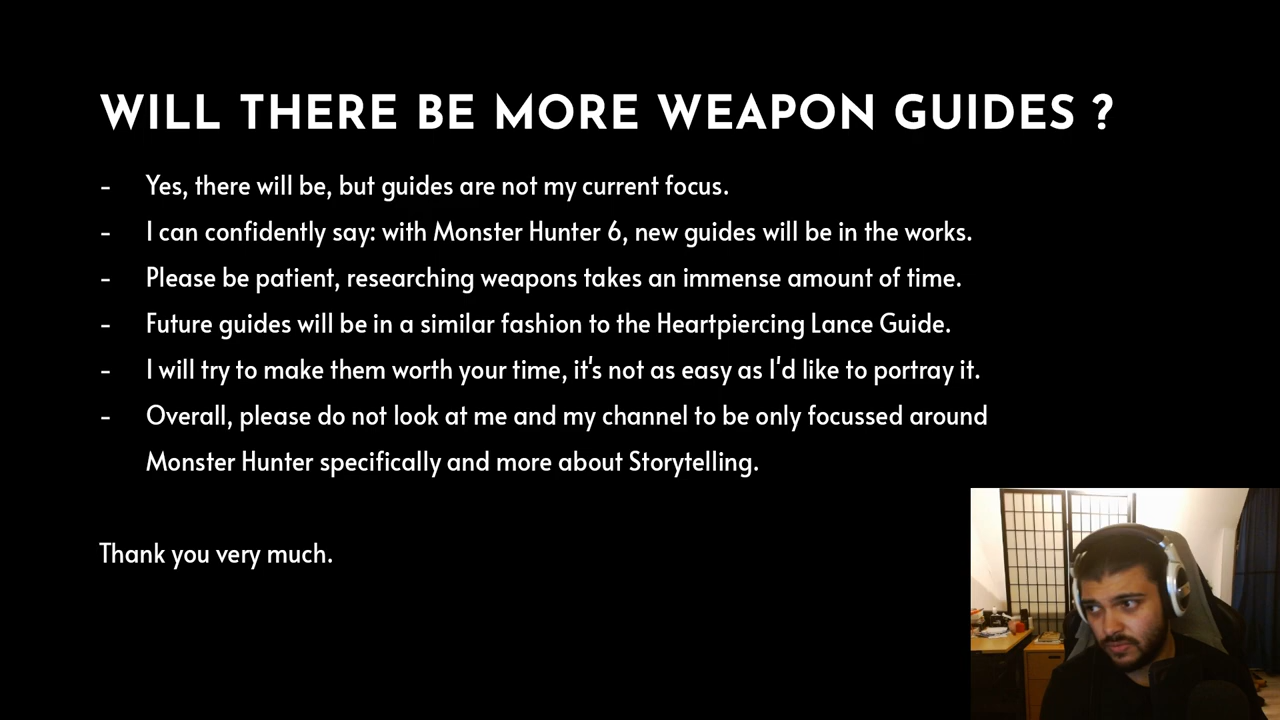 WILL THERE BE MORE WEAPON GUIDES ?
- Yes, there will be, but guides are not my current focus.
- I can confidently say: with Monster Hunter 6, new guides will be in the works.
- Please be patient, researching weapons takes an immense amount of time.
- Future guides will be in a similar fashion to the Heartpiercing Lance Guide.
- I will try to make them worth your time, it's not as easy as I'd like to portray it.
- Overall, please do not look at me and my channel to be only focussed around
Monster Hunter specifically and more about Storytelling.
Thank you very much.